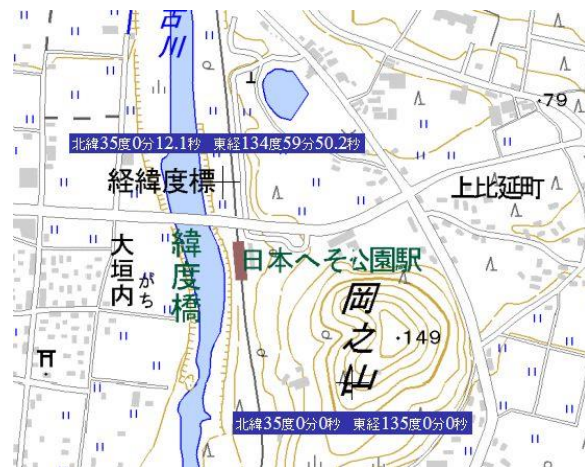 古川
79
北緯35度0分12.1秒　東経134度59分50.2秒
経緯度標
上比延町
大垣内
がち
緯度橋
日本へそ公園駅
岡之山
・149
北緯35度0分0秒　東経135度0分0秒